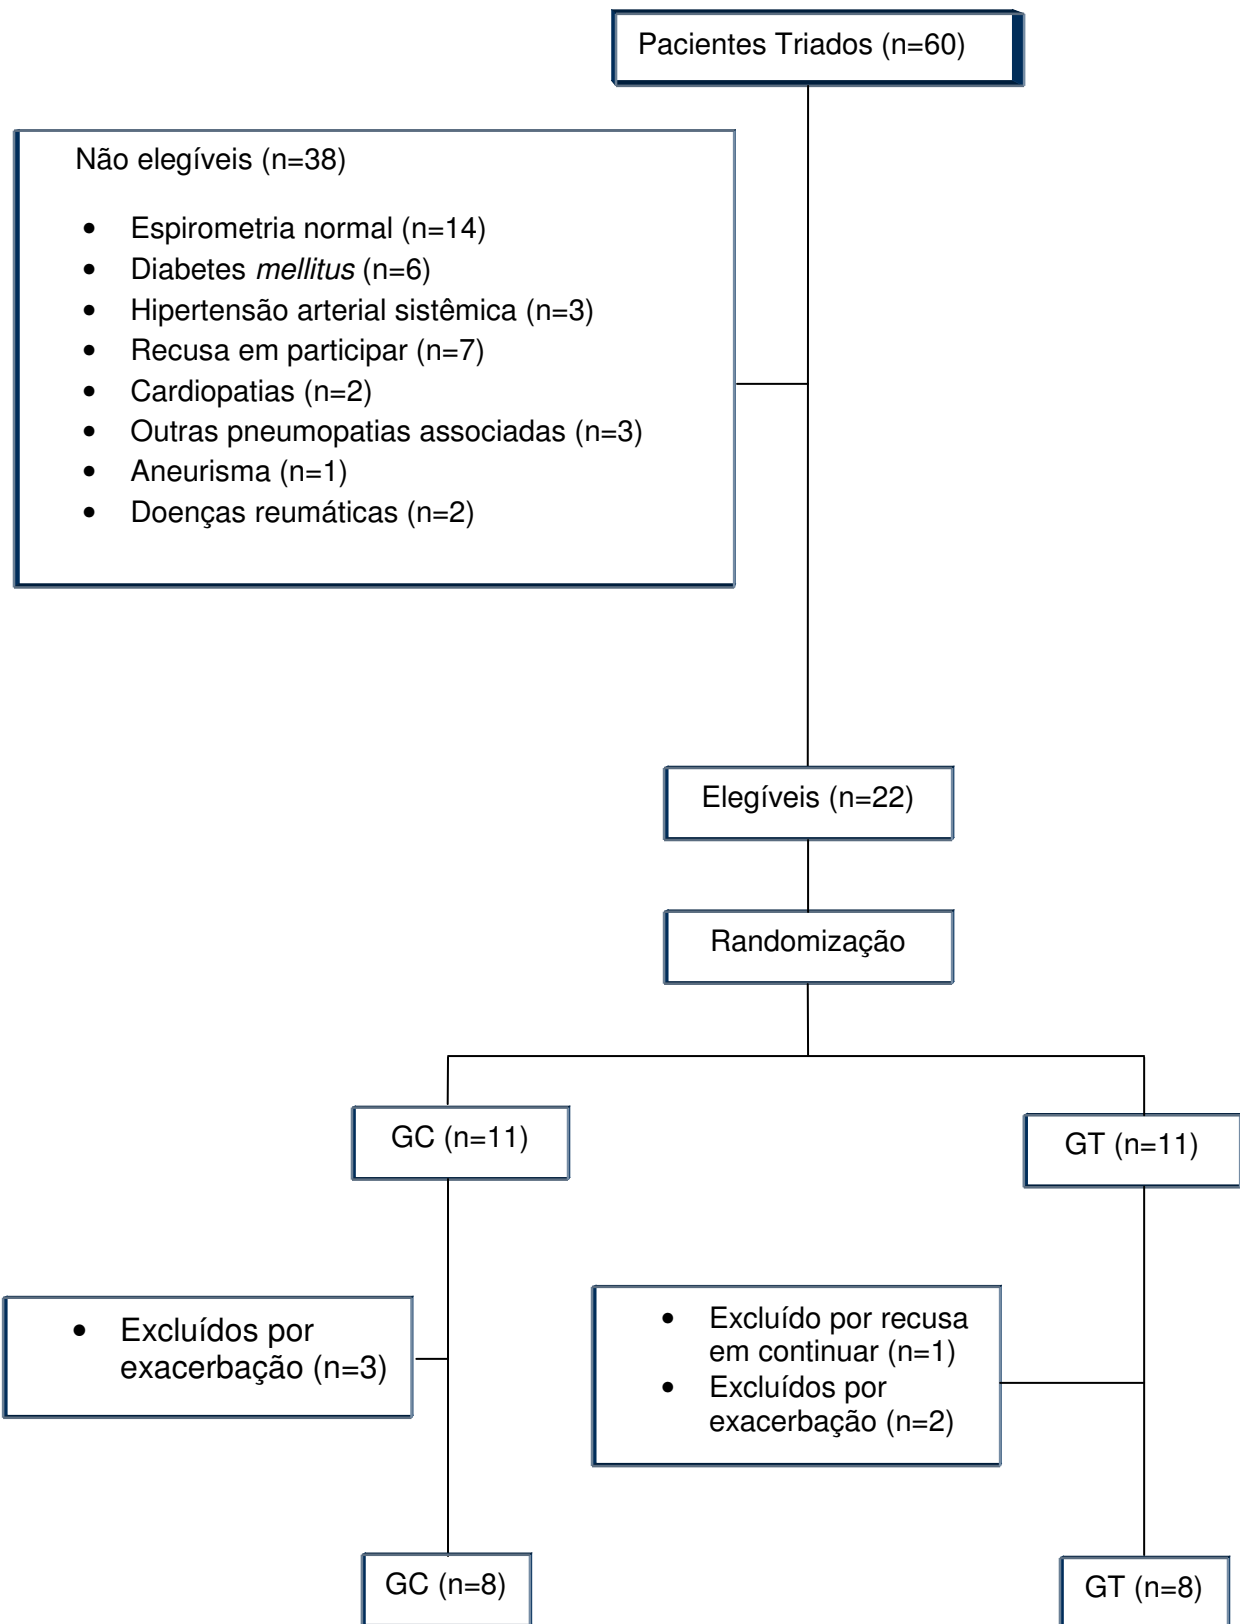 Pacientes Triados (n=60)
Não elegíveis (n=38)
• Espirometria normal (n=14)
• Diabetes mellitus (n=6)
• Hipertensão arterial sistêmica (n=3)
• Recusa em participar (n=7)
• Cardiopatias (n=2)
• Outras pneumopatias associadas (n=3)
• Aneurisma (n=1)
• Doenças reumáticas (n=2)
Elegíveis (n=22)
Randomização
GC (n=11)
GT (n=11)
• Excluídos por
exacerbação (n=3)
• Excluído por recusa
em continuar (n=1)
• Excluídos por
exacerbação (n=2)
GC (n=8)
GT (n=8)